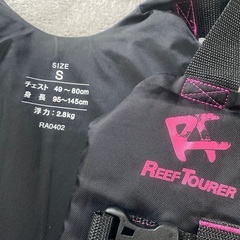 SIZE
S
チェスト 49～60cm
身 長 95～145cm
浮力：2.8kg
RA0402
REEF TOURER